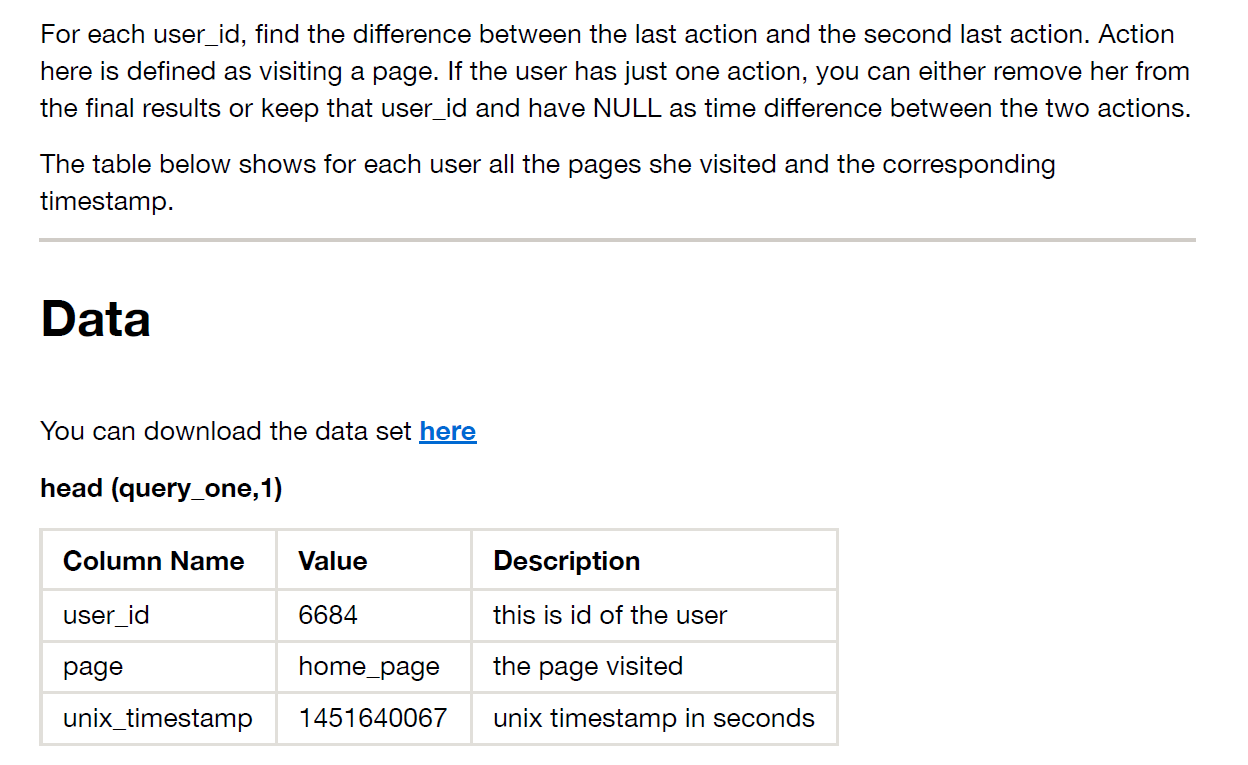 For each user_id, find the difference between the last action and the second last action. Action
here is defined as visiting a page. If the user has just one action, you can either remove her from
the final results or keep that user_id and have NULL as time difference between the two actions.
The table below shows for each user all the pages she visited and the corresponding
timestamp.
Data
You can download the data set here
head (query_one,1)
Column Name Value Description
user_id 6684 this is id of the user
page home_page the page visited
unix_timestamp 1451640067 unix timestamp in seconds